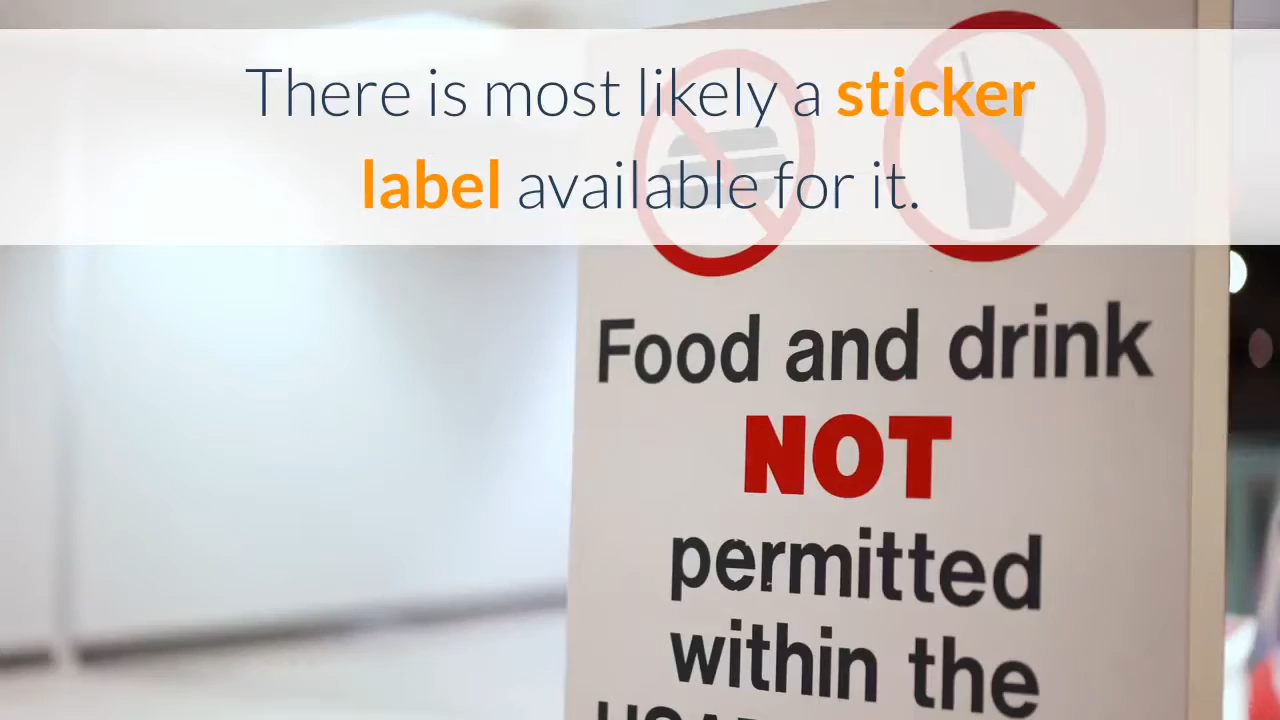 There is most likely a sticker
label available for it.
Food and drink
NOT
permitted
within the